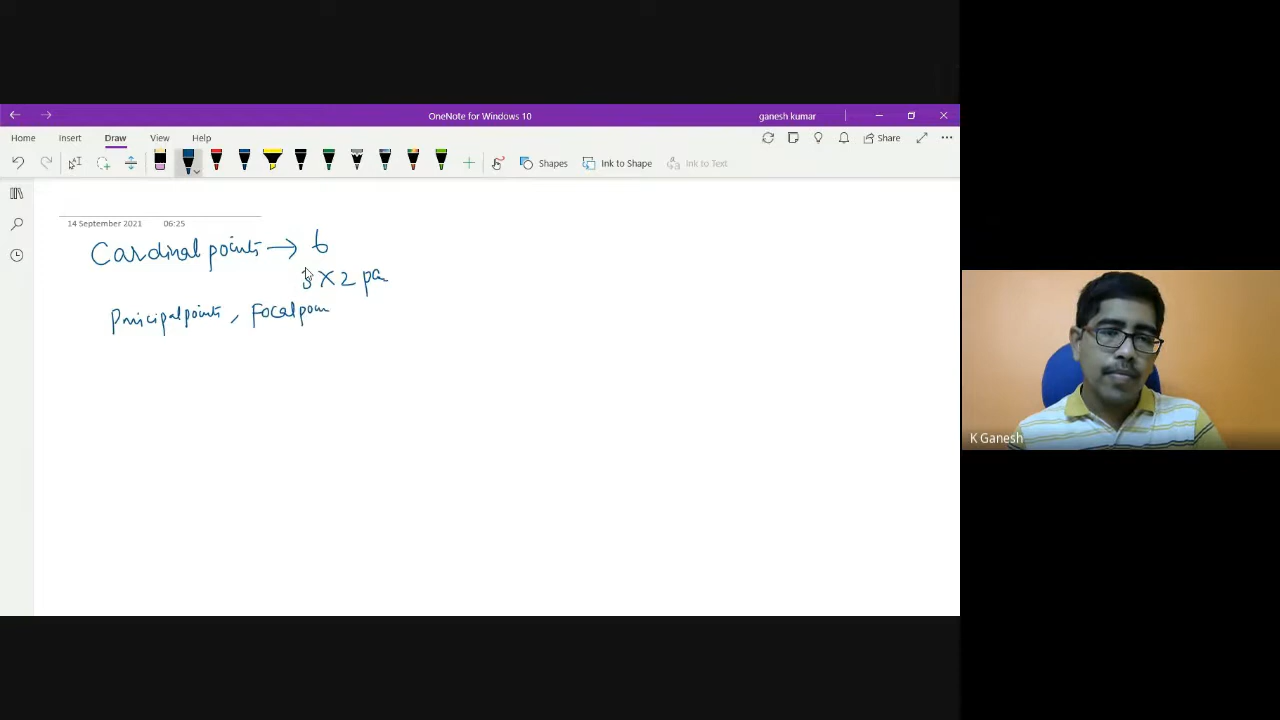 OneNote for Windows 10
ganesh kumar
Home Insert Draw View Help
Share
Shapes Ink to Shape Ink to Text
14 September 2021 06:25
Cardinal points → 6
3 × 2 pa
Principal points, Focal poin
K Ganesh